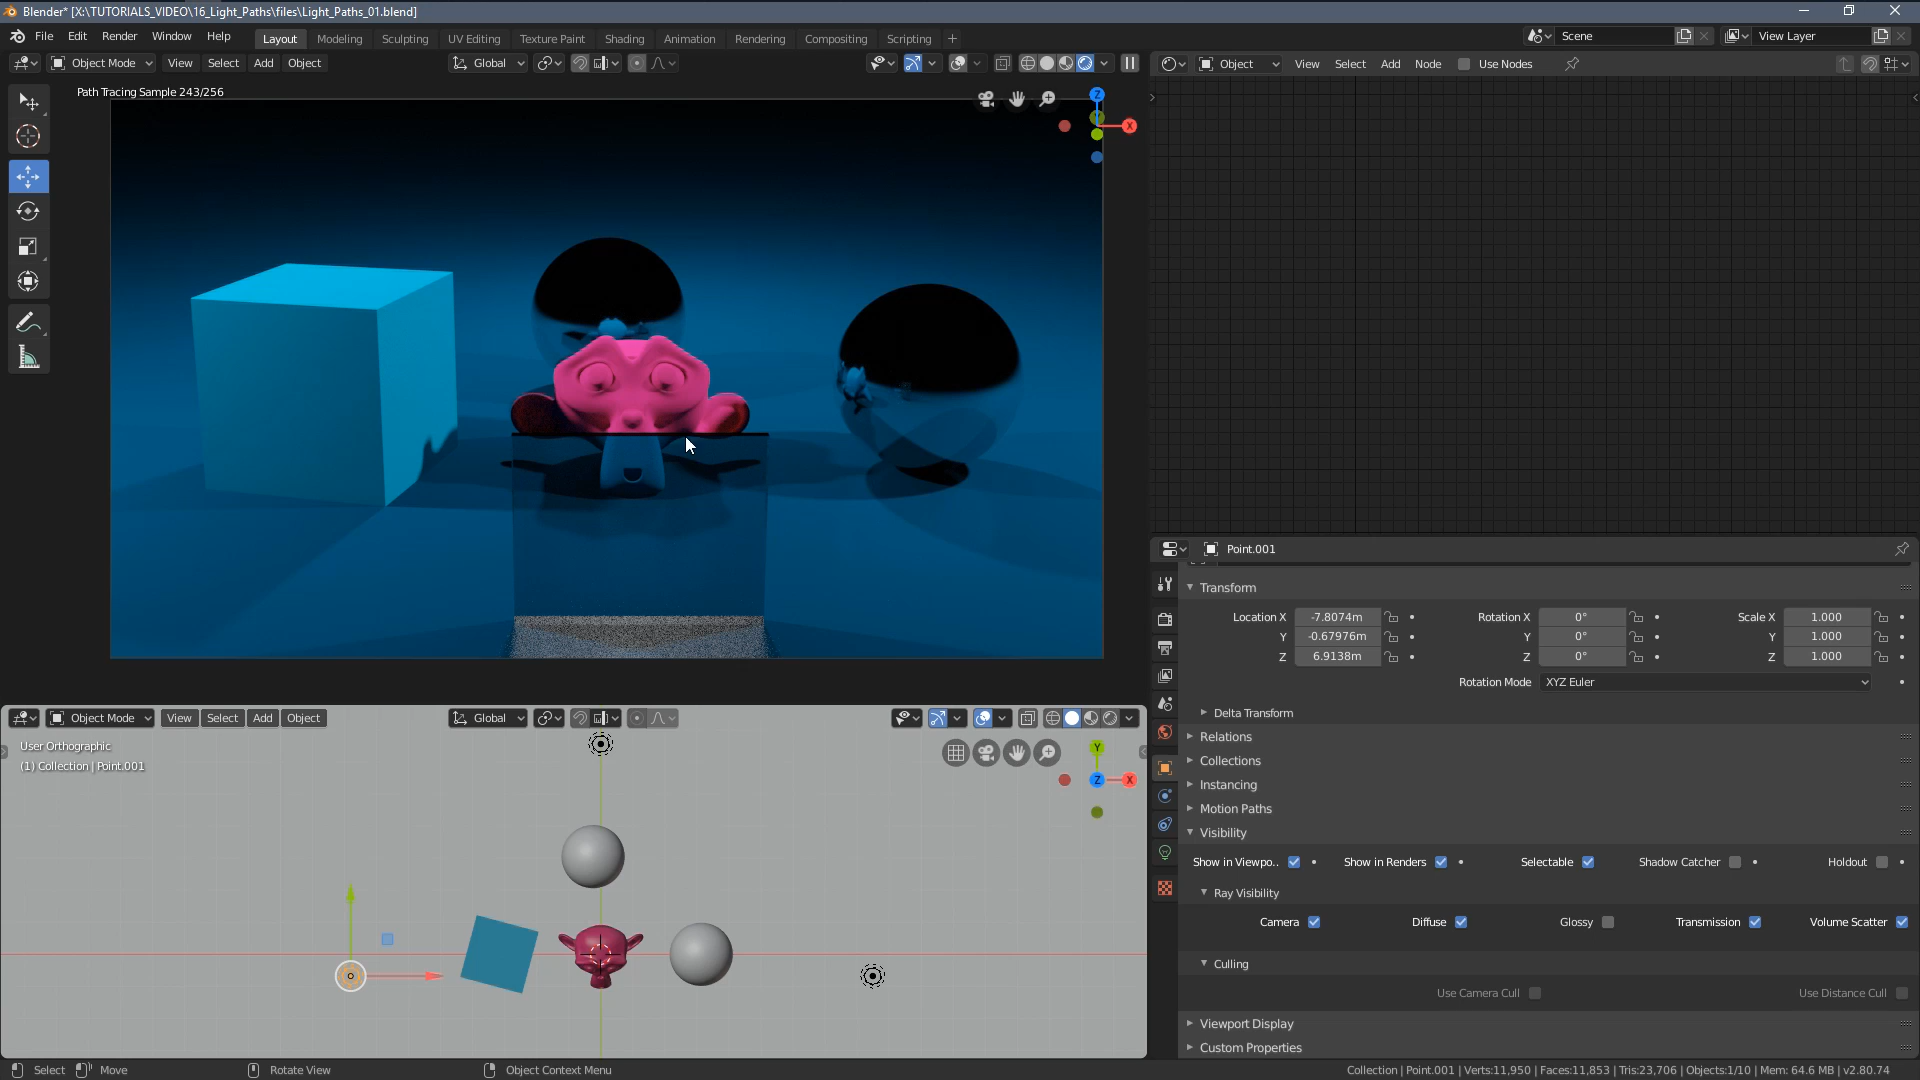 Blender* [X:\TUTORIALS_VIDEO\16_Light_Paths\files\Light_Paths_01.blend]
File Edit Render Window Help Layout Modeling Sculpting UV Editing Texture Paint Shading Animation Rendering Compositing Scripting + Scene View Layer
Object Mode View Select Add Object Global Object View Select Add Node Use Nodes
Path Tracing Sample 243/256
Z
X
Point.001
Transform
Location X -7.8074m Rotation X 0° Scale X 1.000
Y -0.67976m Y 0° Y 1.000
Z 6.9138m Z 0° Z 1.000
Rotation Mode XYZ Euler
Delta Transform
Relations
Collections
Instancing
Motion Paths
Visibility
Show in Viewpo.. Show in Renders Selectable Shadow Catcher Holdout
Ray Visibility
Camera Diffuse Glossy Transmission Volume Scatter
Culling
Use Camera Cull Use Distance Cull
Viewport Display
Custom Properties
Object Mode View Select Add Object Global
User Orthographic
(1) Collection | Point.001
Y
Z X
Select Move Rotate View Object Context Menu Collection | Point.001 | Verts:11,950 | Faces:11,853 | Tris:23,706 | Objects:1/10 | Mem: 64.6 MB | v2.80.74